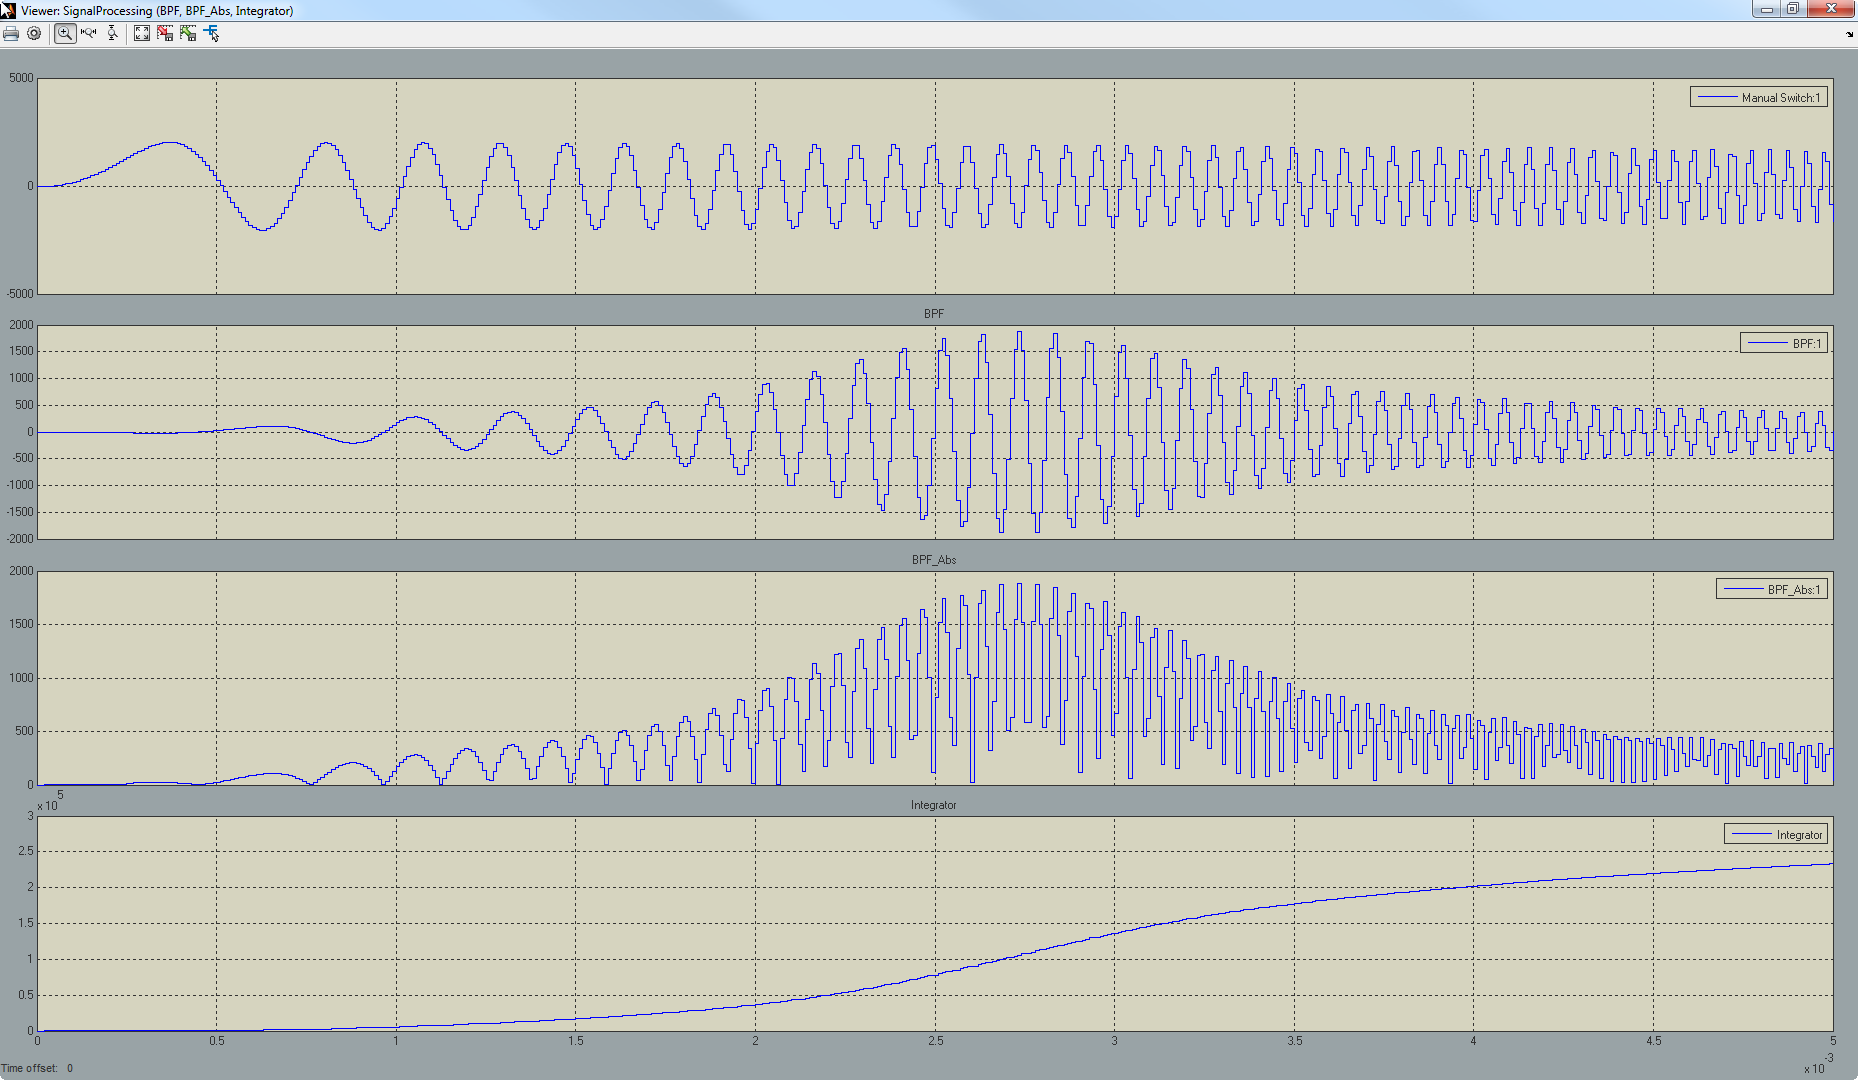 Viewer: SignalProcessing (BPF, BPF_Abs, Integrator)
5000
0
-5000
Manual Switch:1
BPF
2000
1500
1000
500
0
-500
-1000
-1500
-2000
BPF:1
BPF_Abs
2000
1500
1000
500
0
BPF_Abs:1
x 10 5
Integrator
3
2.5
2
1.5
1
0.5
0
Integrator
0 0.5 1 1.5 2 2.5 3 3.5 4 4.5 5
x 10 -3
Time offset: 0